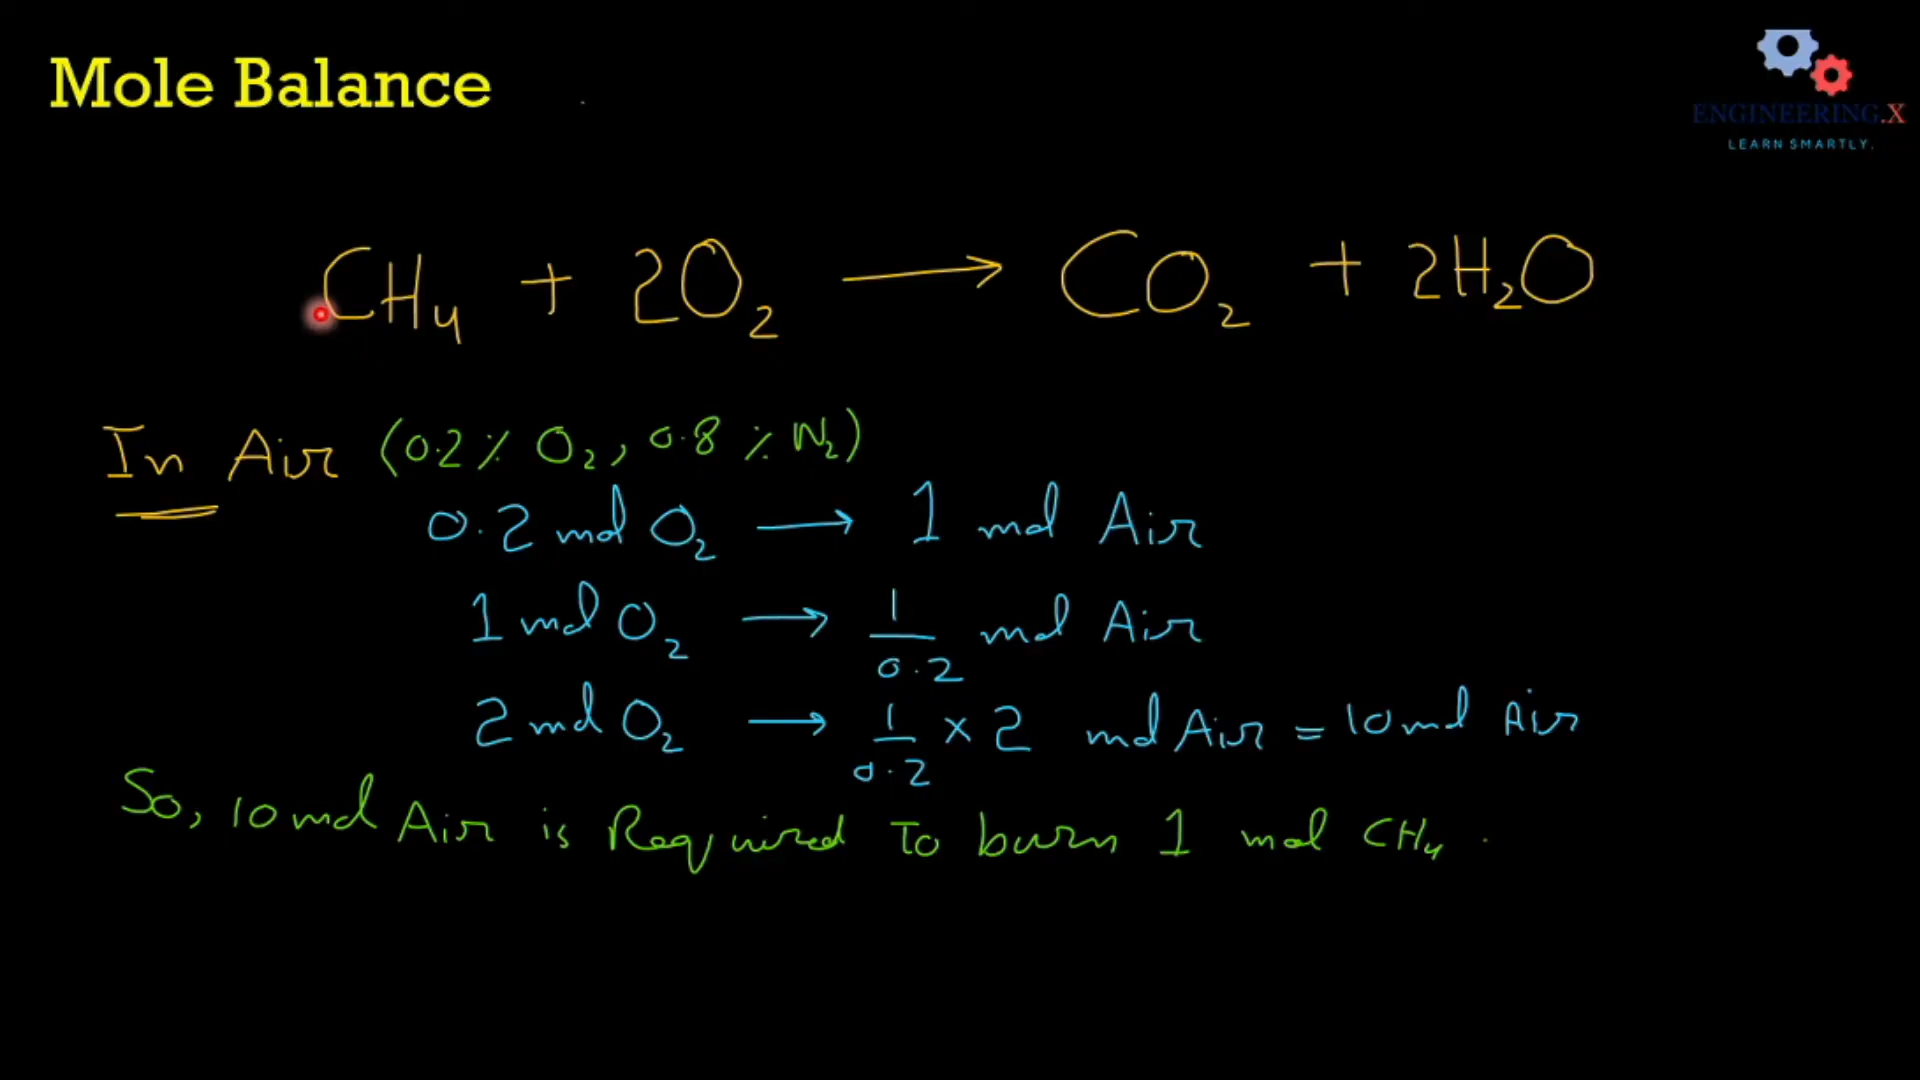 Mole Balance
ENGINEERING.X
LEARN SMARTLY.
CH4 + 2O2 → CO2 + 2H2O
In Air (0.2 % O2, 0.8 % N2)
0.2 mol O2 → 1 mol Air
1 mol O2 → 1/0.2 mol Air
2 mol O2 → 1/0.2 × 2 mol Air = 10 mol Air
So, 10 mol Air is Required To burn 1 mol CH4.